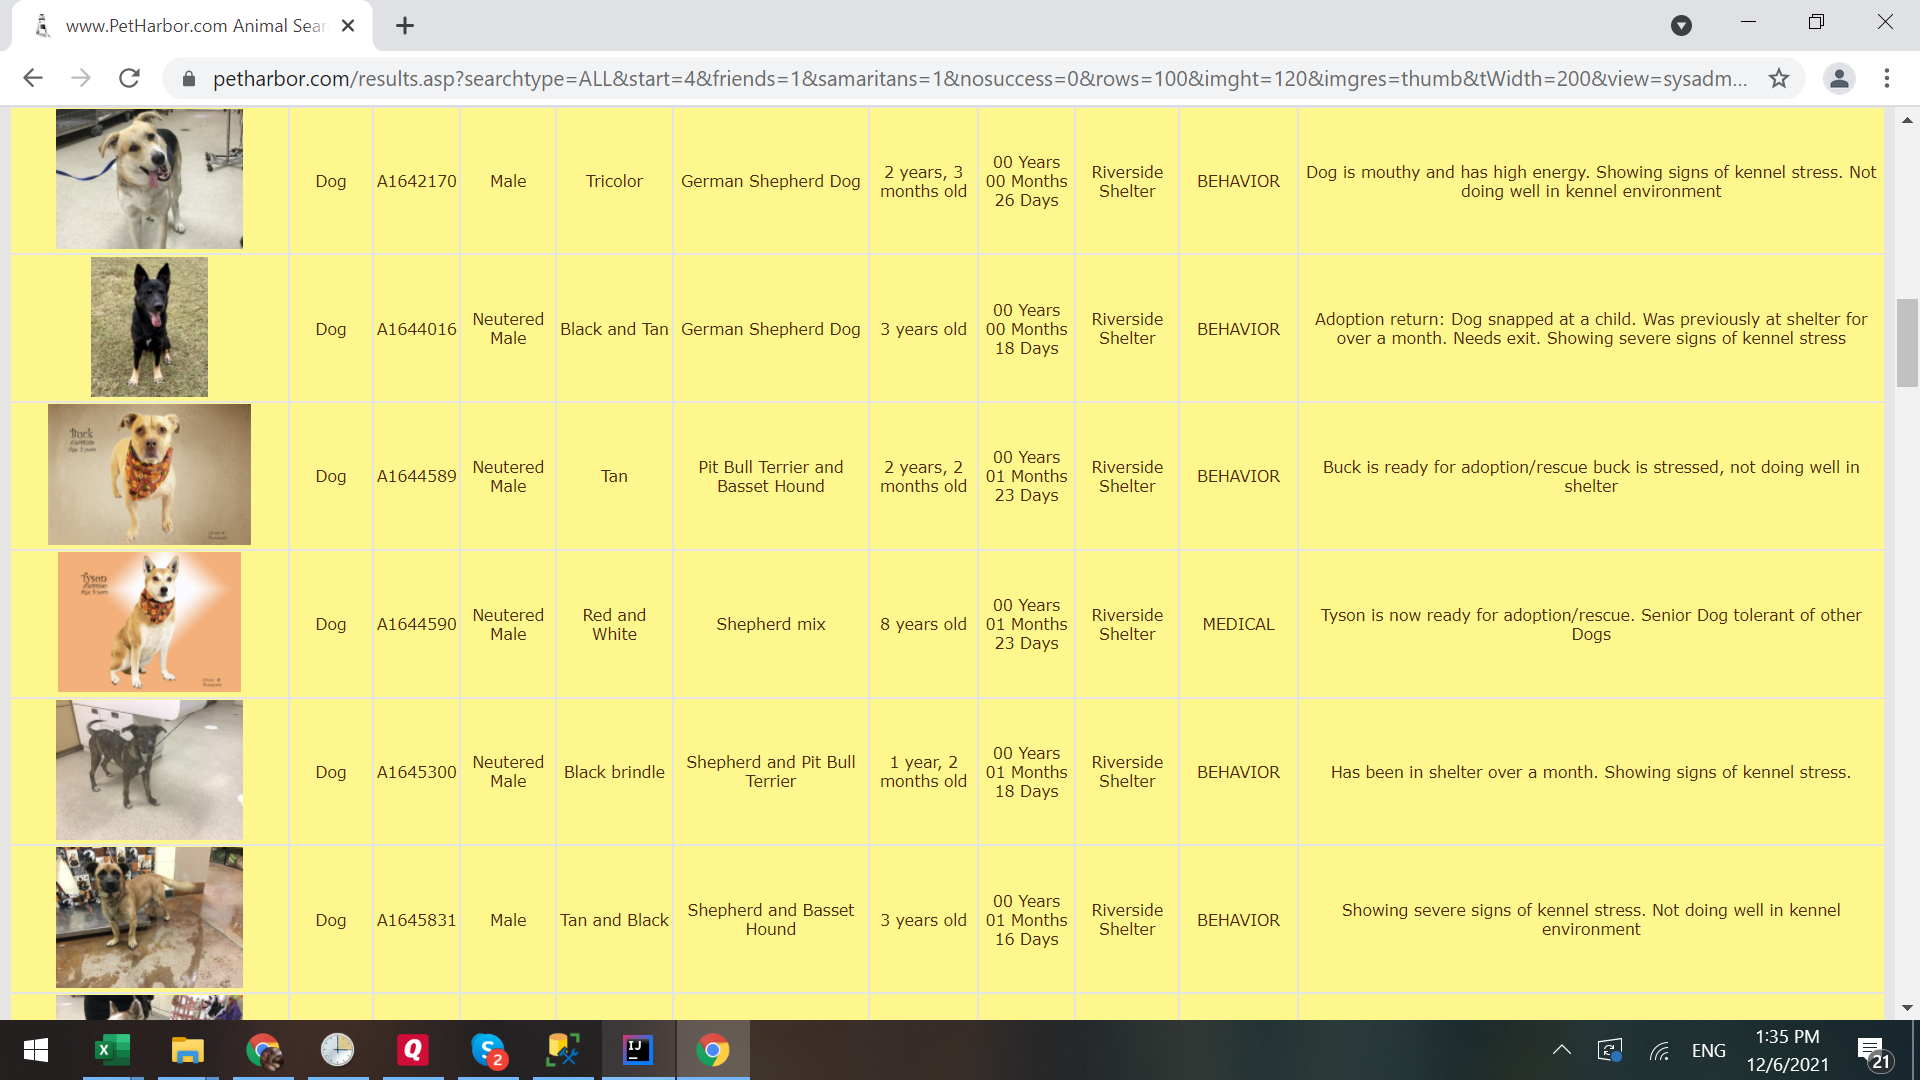 www.PetHarbor.com Animal Sear
petharbor.com/results.asp?searchtype=ALL&start=4&friends=1&samaritans=1&nosuccess=0&rows=100&imght=120&imgres=thumb&tWidth=200&view=sysadm...
Dog
A1642170
Male
Tricolor
German Shepherd Dog
2 years, 3
months old
00 Years
00 Months
26 Days
Riverside
Shelter
BEHAVIOR
Dog is mouthy and has high energy. Showing signs of kennel stress. Not
doing well in kennel environment
Dog
A1644016
Neutered
Male
Black and Tan
German Shepherd Dog
3 years old
00 Years
00 Months
18 Days
Riverside
Shelter
BEHAVIOR
Adoption return: Dog snapped at a child. Was previously at shelter for
over a month. Needs exit. Showing severe signs of kennel stress
Buck
Dog
A1644589
Neutered
Male
Tan
Pit Bull Terrier and
Basset Hound
2 years, 2
months old
00 Years
01 Months
23 Days
Riverside
Shelter
BEHAVIOR
Buck is ready for adoption/rescue buck is stressed, not doing well in
shelter
Tyson
Dog
A1644590
Neutered
Male
Red and
White
Shepherd mix
8 years old
00 Years
01 Months
23 Days
Riverside
Shelter
MEDICAL
Tyson is now ready for adoption/rescue. Senior Dog tolerant of other
Dogs
Dog
A1645300
Neutered
Male
Black brindle
Shepherd and Pit Bull
Terrier
1 year, 2
months old
00 Years
01 Months
18 Days
Riverside
Shelter
BEHAVIOR
Has been in shelter over a month. Showing signs of kennel stress.
Dog
A1645831
Male
Tan and Black
Shepherd and Basset
Hound
3 years old
00 Years
01 Months
16 Days
Riverside
Shelter
BEHAVIOR
Showing severe signs of kennel stress. Not doing well in kennel
environment
X
Q
S
2
IJ
ENG
1:35 PM
12/6/2021
21